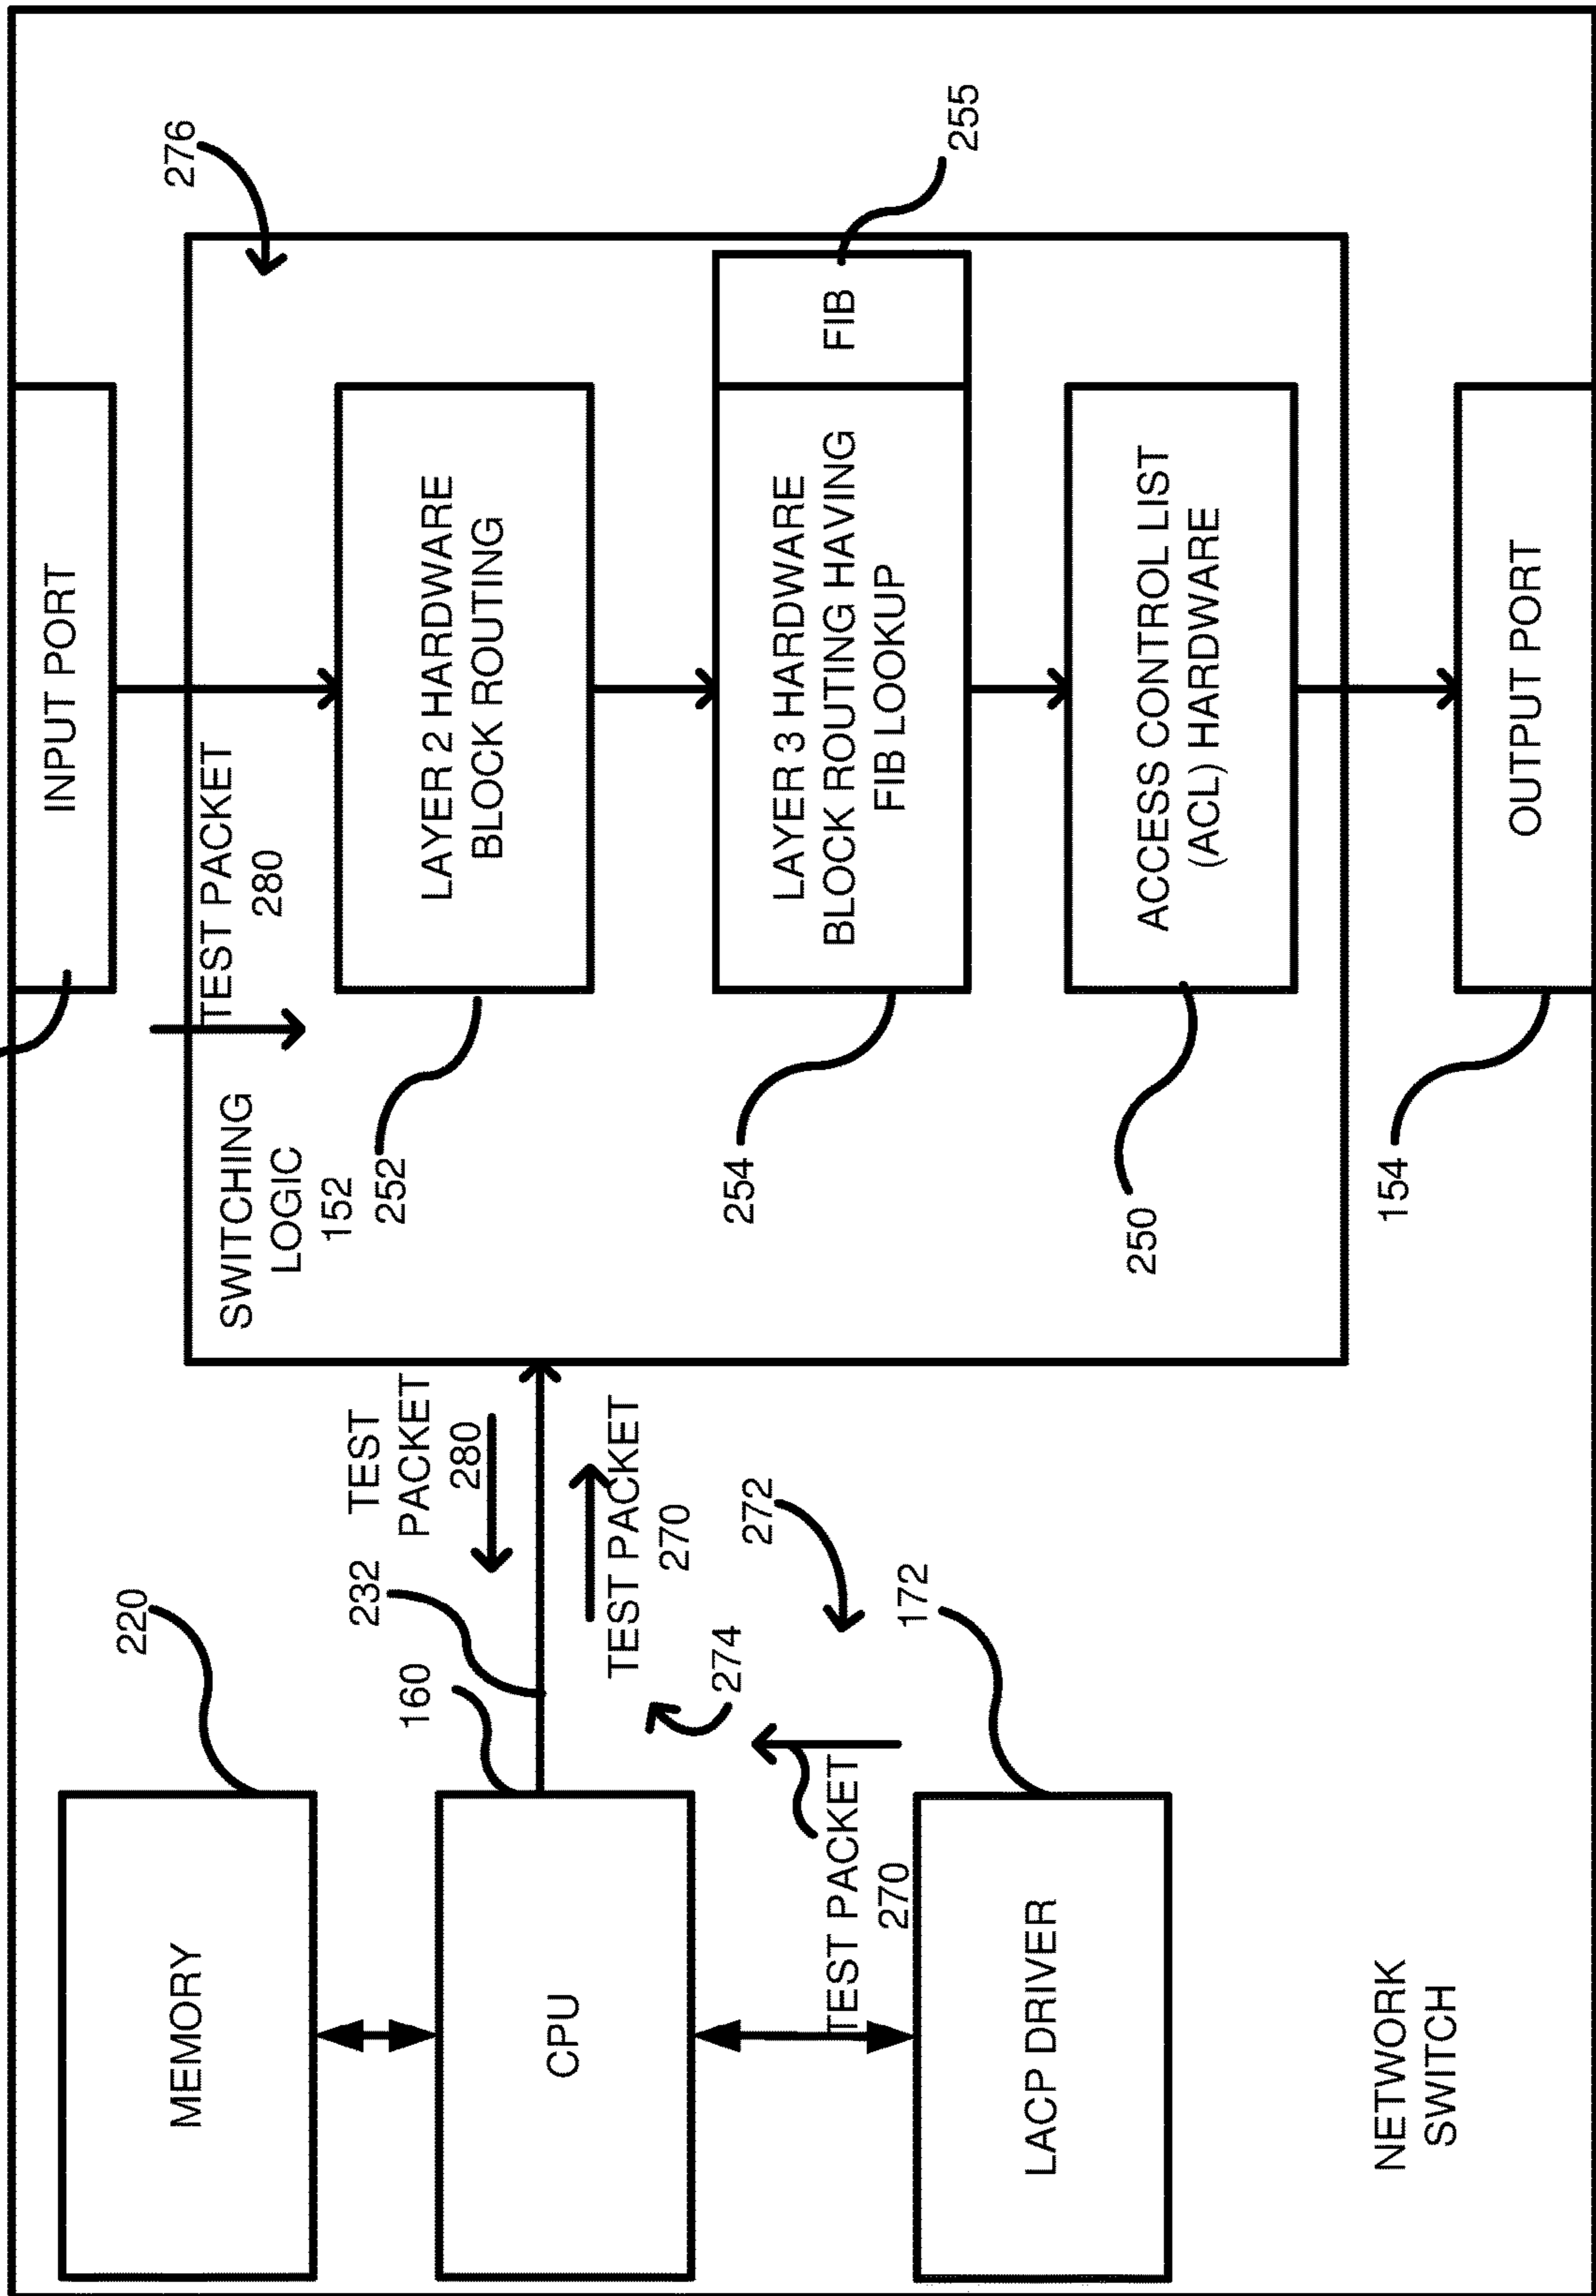 MEMORY
220
CPU
160
232
TEST
PACKET
280
TEST PACKET
270
274
272
TEST PACKET
270
LACP DRIVER
172
NETWORK
SWITCH
INPUT PORT
TEST PACKET
280
SWITCHING
LOGIC
152
276
LAYER 2 HARDWARE
BLOCK ROUTING
252
LAYER 3 HARDWARE
BLOCK ROUTING HAVING
FIB LOOKUP
FIB
255
254
ACCESS CONTROL LIST
(ACL) HARDWARE
250
OUTPUT PORT
154